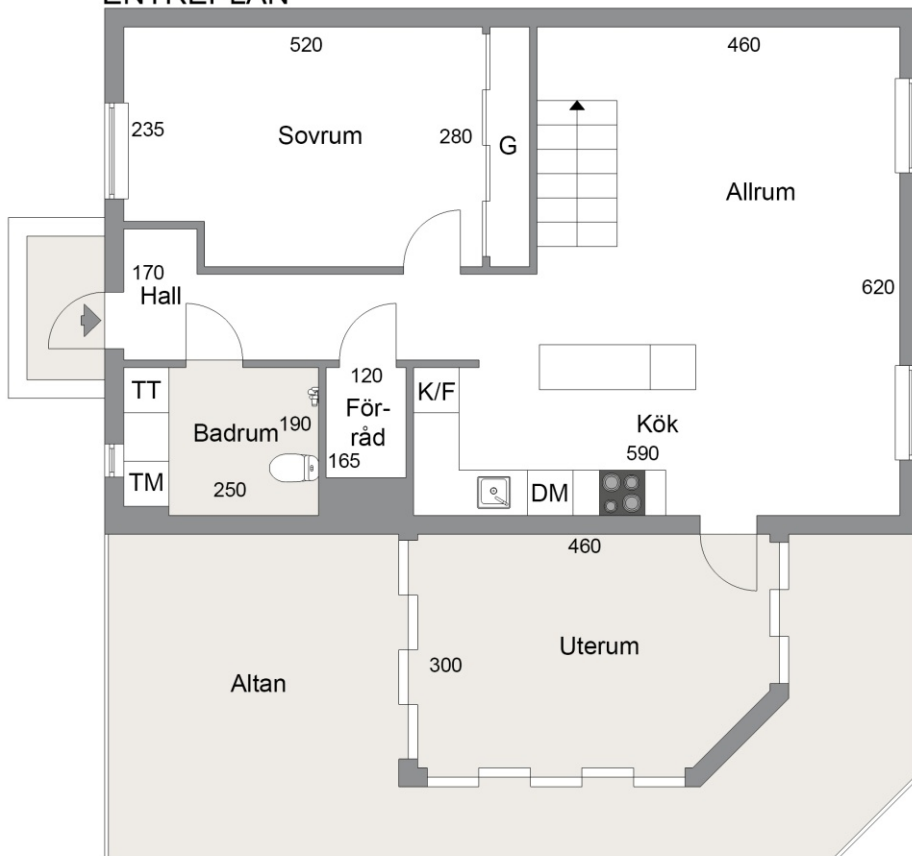 ENTRÉPLAN
520
460
235
Sovrum
280
G
Allrum
170
Hall
620
TT
120
K/F
För-
råd
Badrum
190
Kök
590
165
TM
250
DM
460
Uterum
300
Altan